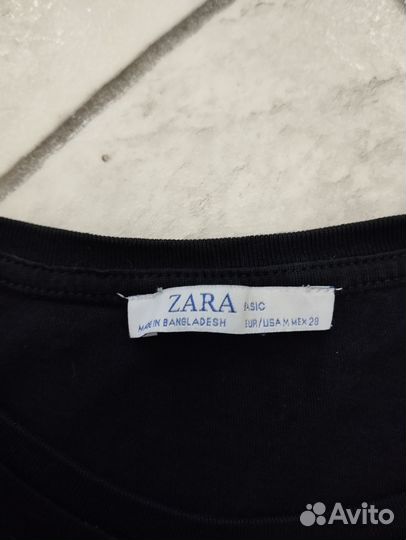 ZARA BASIC
MADE IN BANGLADESH EUR/USA M MEX 28
Avito